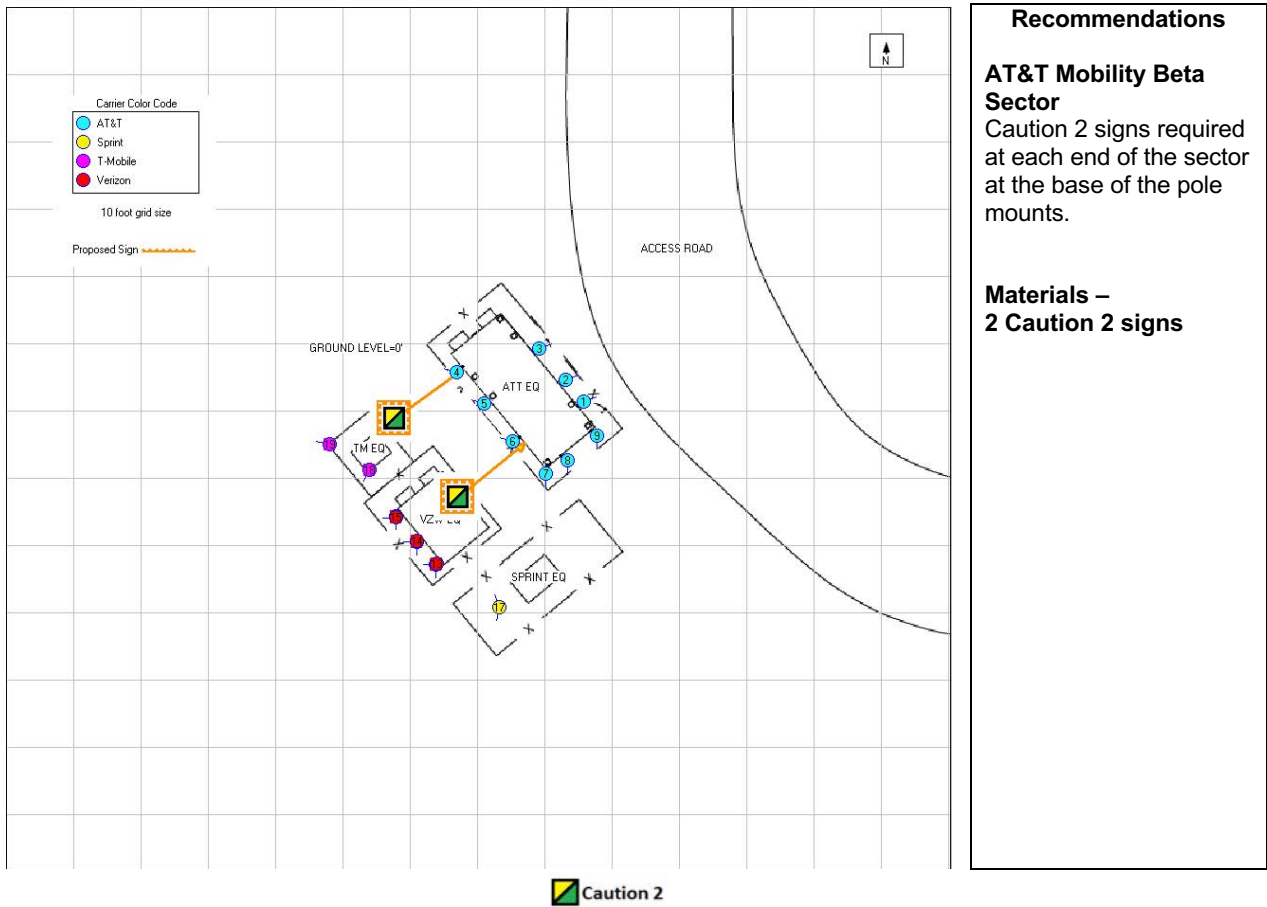 N
Carrier Color Code
AT&T
Sprint
T-Mobile
Verizon
10 foot grid size
Proposed Sign
ACCESS ROAD
GROUND LEVEL=0'
3
4
2
ATT EQ
1
5
9
6
19
TM EQ
8
7
VZW EQ
SPRINT EQ
17
Caution 2
Recommendations
AT&T Mobility Beta
Sector
Caution 2 signs required
at each end of the sector
at the base of the pole
mounts.
Materials –
2 Caution 2 signs